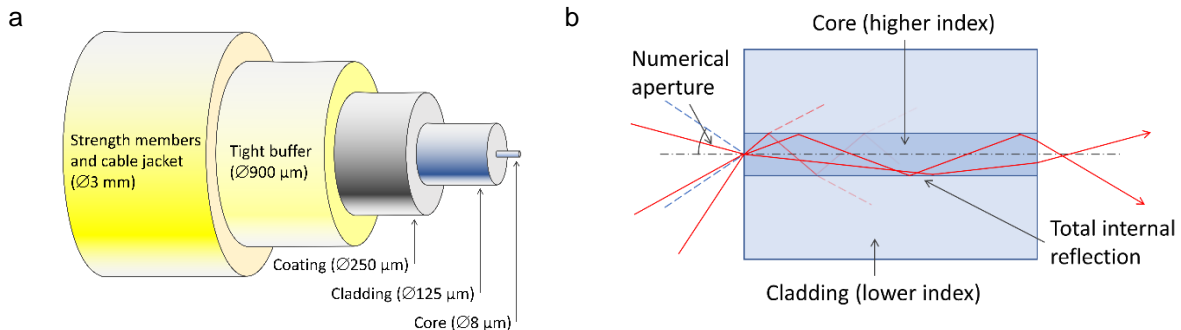 a
Strength members
and cable jacket
(∅3 mm)
Tight buffer
(∅900 µm)
Coating (∅250 µm)
Cladding (∅125 µm)
Core (∅8 µm)
b
Core (higher index)
Numerical
aperture
Total internal
reflection
Cladding (lower index)